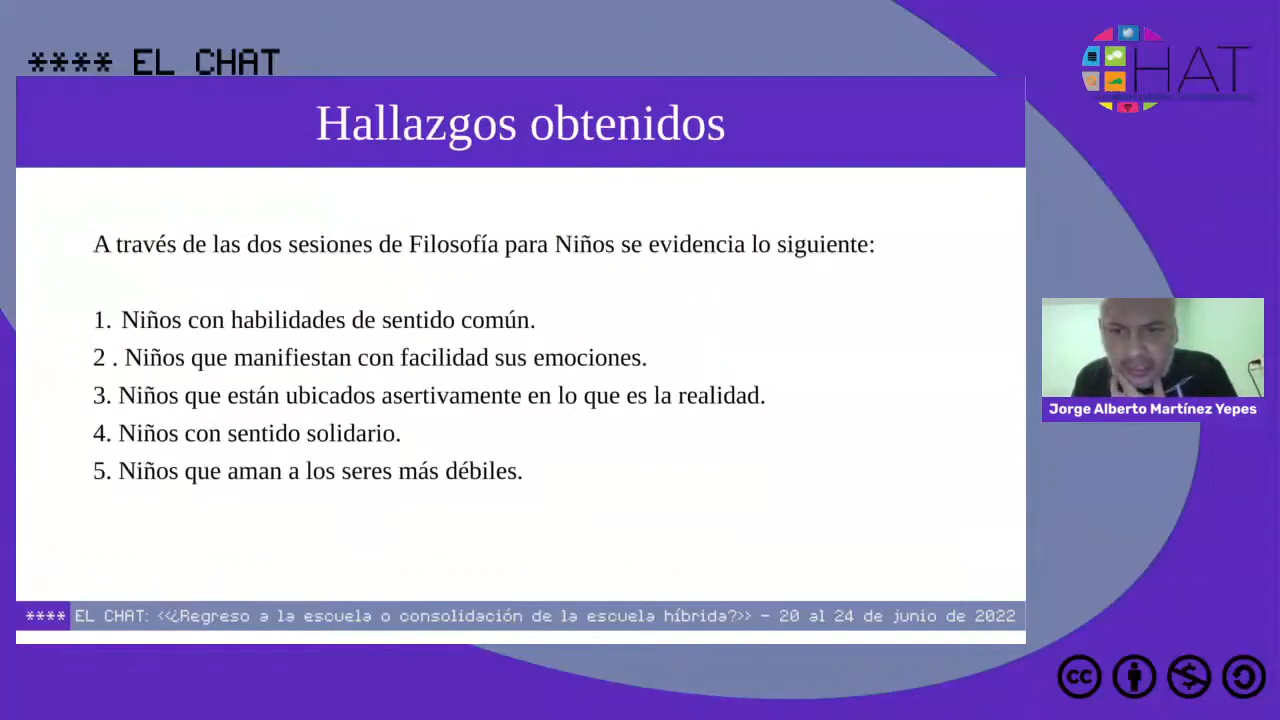 **** EL CHAT
HAT
Hallazgos obtenidos
A través de las dos sesiones de Filosofía para Niños se evidencia lo siguiente:
1. Niños con habilidades de sentido común.
2 . Niños que manifiestan con facilidad sus emociones.
3. Niños que están ubicados asertivamente en lo que es la realidad.
4. Niños con sentido solidario.
5. Niños que aman a los seres más débiles.
Jorge Alberto Martínez Yepes
**** EL CHAT: <<¿Regreso a la escuela o consolidación de la escuela híbrida?>> – 20 al 24 de junio de 2022
cc